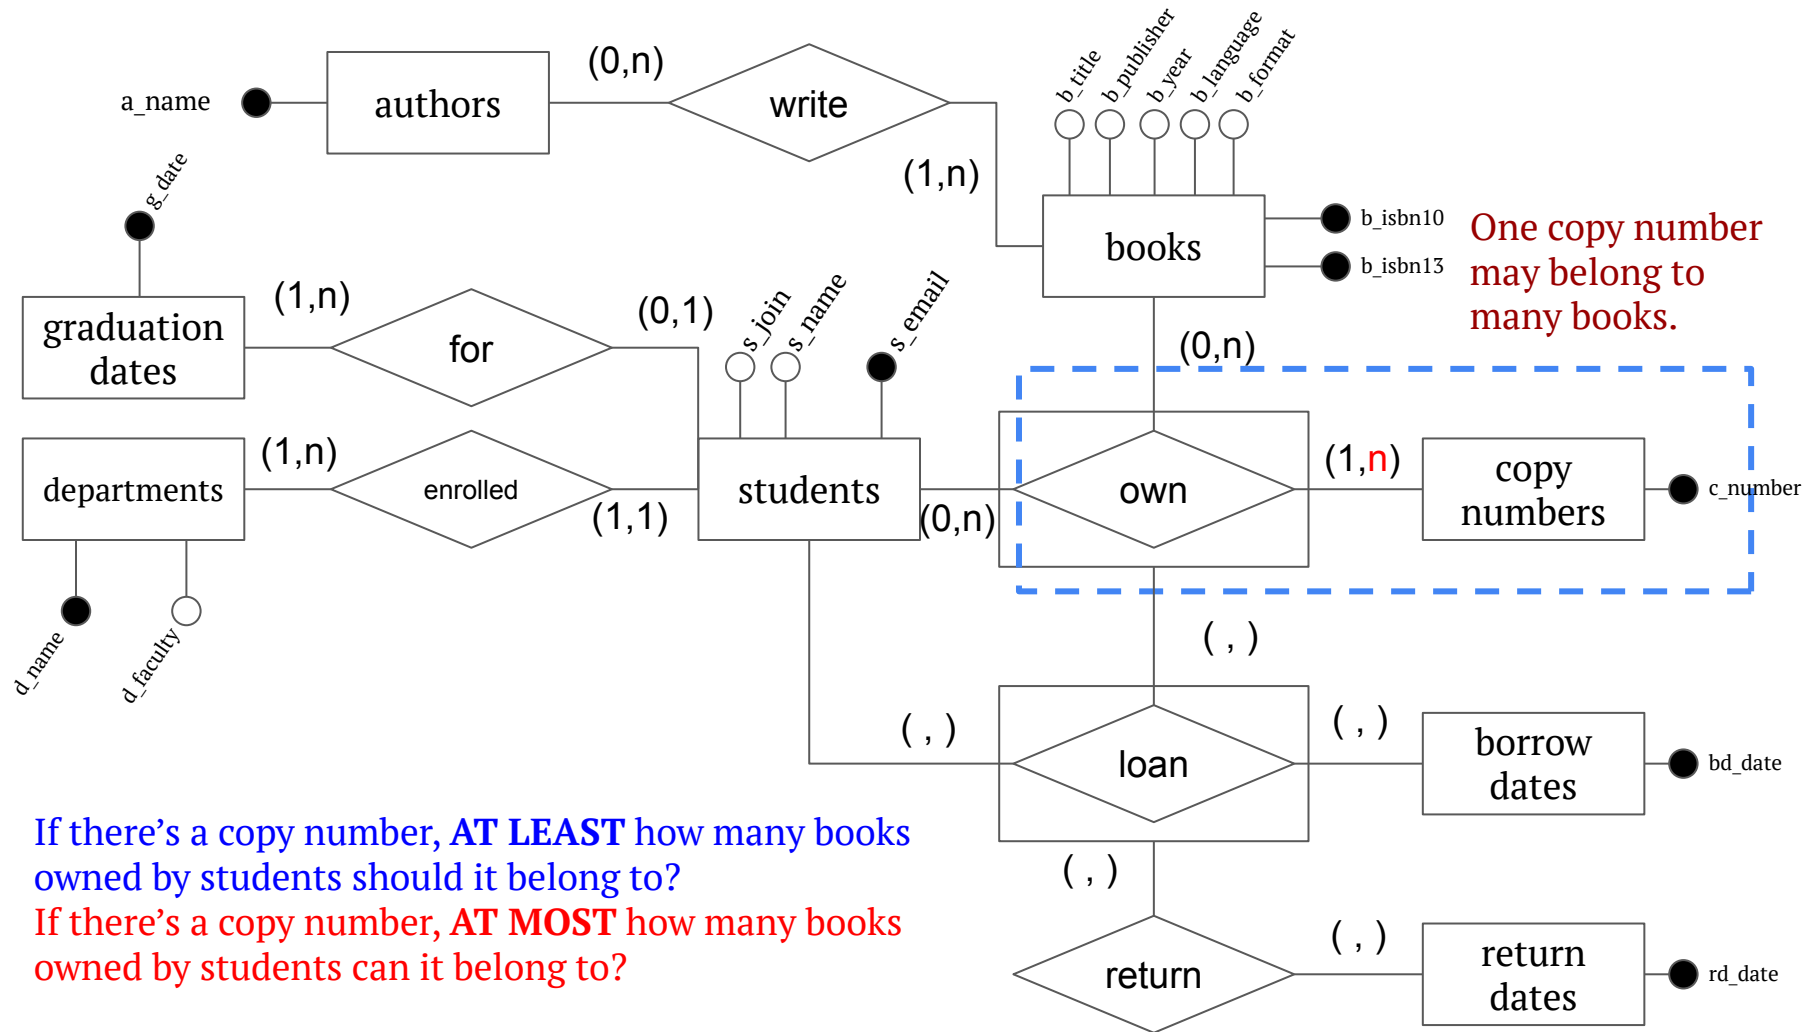 b_title
b_publisher
b_year
b_language
b_format
(0,n)
a_name
authors
write
(1,n)
g_date
b_isbn10
b_isbn13
books
One copy number
may belong to
many books.
(1,n)
(0,1)
s_join
s_name
s_email
graduation
dates
for
(0,n)
(1,n)
departments
enrolled
(1,1)
students
(0,n)
own
(1,n)
copy
numbers
c_number
d_name
d_faculty
( , )
( , )
( , )
loan
borrow
dates
bd_date
If there’s a copy number, AT LEAST how many books
owned by students should it belong to?
If there’s a copy number, AT MOST how many books
owned by students can it belong to?
( , )
( , )
return
return
dates
rd_date